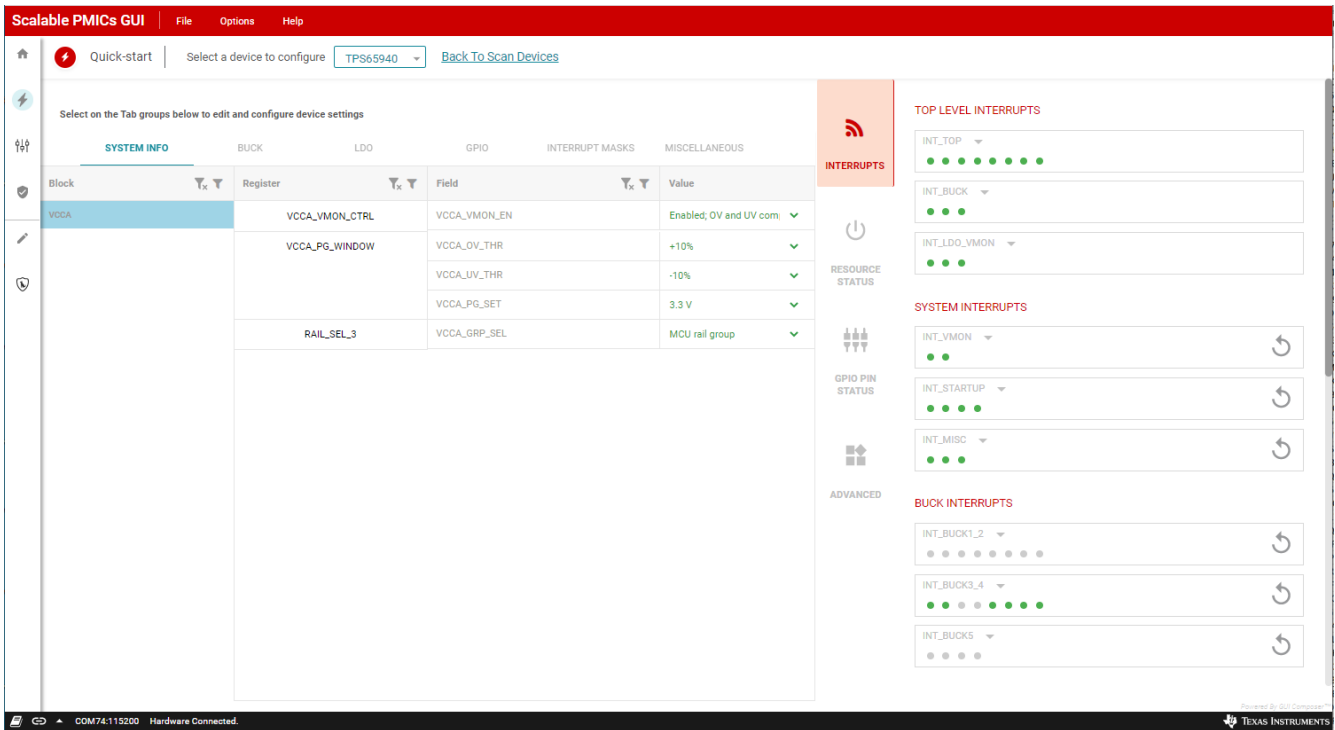 Scalable PMICs GUI File Options Help
Quick-start Select a device to configure TPS65940 Back To Scan Devices
Select on the Tab groups below to edit and configure device settings
SYSTEM INFO BUCK LDO GPIO INTERRUPT MASKS MISCELLANEOUS
Block Register Field Value
VCCA VCCA_VMON_CTRL VCCA_VMON_EN Enabled; OV and UV com
VCCA_PG_WINDOW VCCA_OV_THR +10%
VCCA_UV_THR -10%
VCCA_PG_SET 3.3 V
RAIL_SEL_3 VCCA_GRP_SEL MCU rail group
INTERRUPTS
RESOURCE
STATUS
GPIO PIN
STATUS
ADVANCED
TOP LEVEL INTERRUPTS
INT_TOP
INT_BUCK
INT_LDO_VMON
SYSTEM INTERRUPTS
INT_VMON
INT_STARTUP
INT_MISC
BUCK INTERRUPTS
INT_BUCK1_2
INT_BUCK3_4
INT_BUCK5
Powered By GUI Composer™
COM74:115200 Hardware Connected.
TEXAS INSTRUMENTS